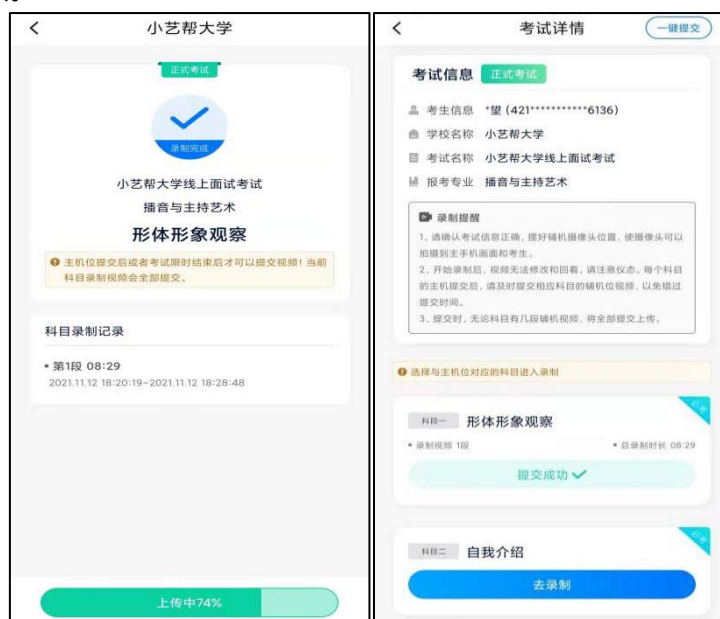 小艺帮大学
正式考试
录制完成
小艺帮大学线上面试考试
播音与主持艺术
形体形象观察
主机位提交后或者考试限时结束后才可以提交视频！当前
科目录制视频会全部提交。
科目录制记录
• 第1段 08:29
2021.11.12 18:20:19-2021.11.12 18:28:48
上传中74%
考试详情
一键提交
考试信息 正式考试
考生信息 *望 (421***********6136)
学校名称 小艺帮大学
考试名称 小艺帮大学线上面试考试
报考专业 播音与主持艺术
录制提醒
1、请确认考试信息正确，摆好辅机摄像头位置，使摄像头可以
拍摄到主手机画面和考生。
2、开始录制后，视频无法修改和回看，请注意仪态。每个科目
的主机提交后，请及时提交相应科目的辅机位视频，以免错过
提交时间。
3、提交时，无论科目有几段辅机视频，将全部提交上传。
选择与主机位对应的科目进入录制
必考
科目一 形体形象观察
• 录制视频 1段 • 总录制时长 08:29
提交成功
必考
科目二 自我介绍
去录制